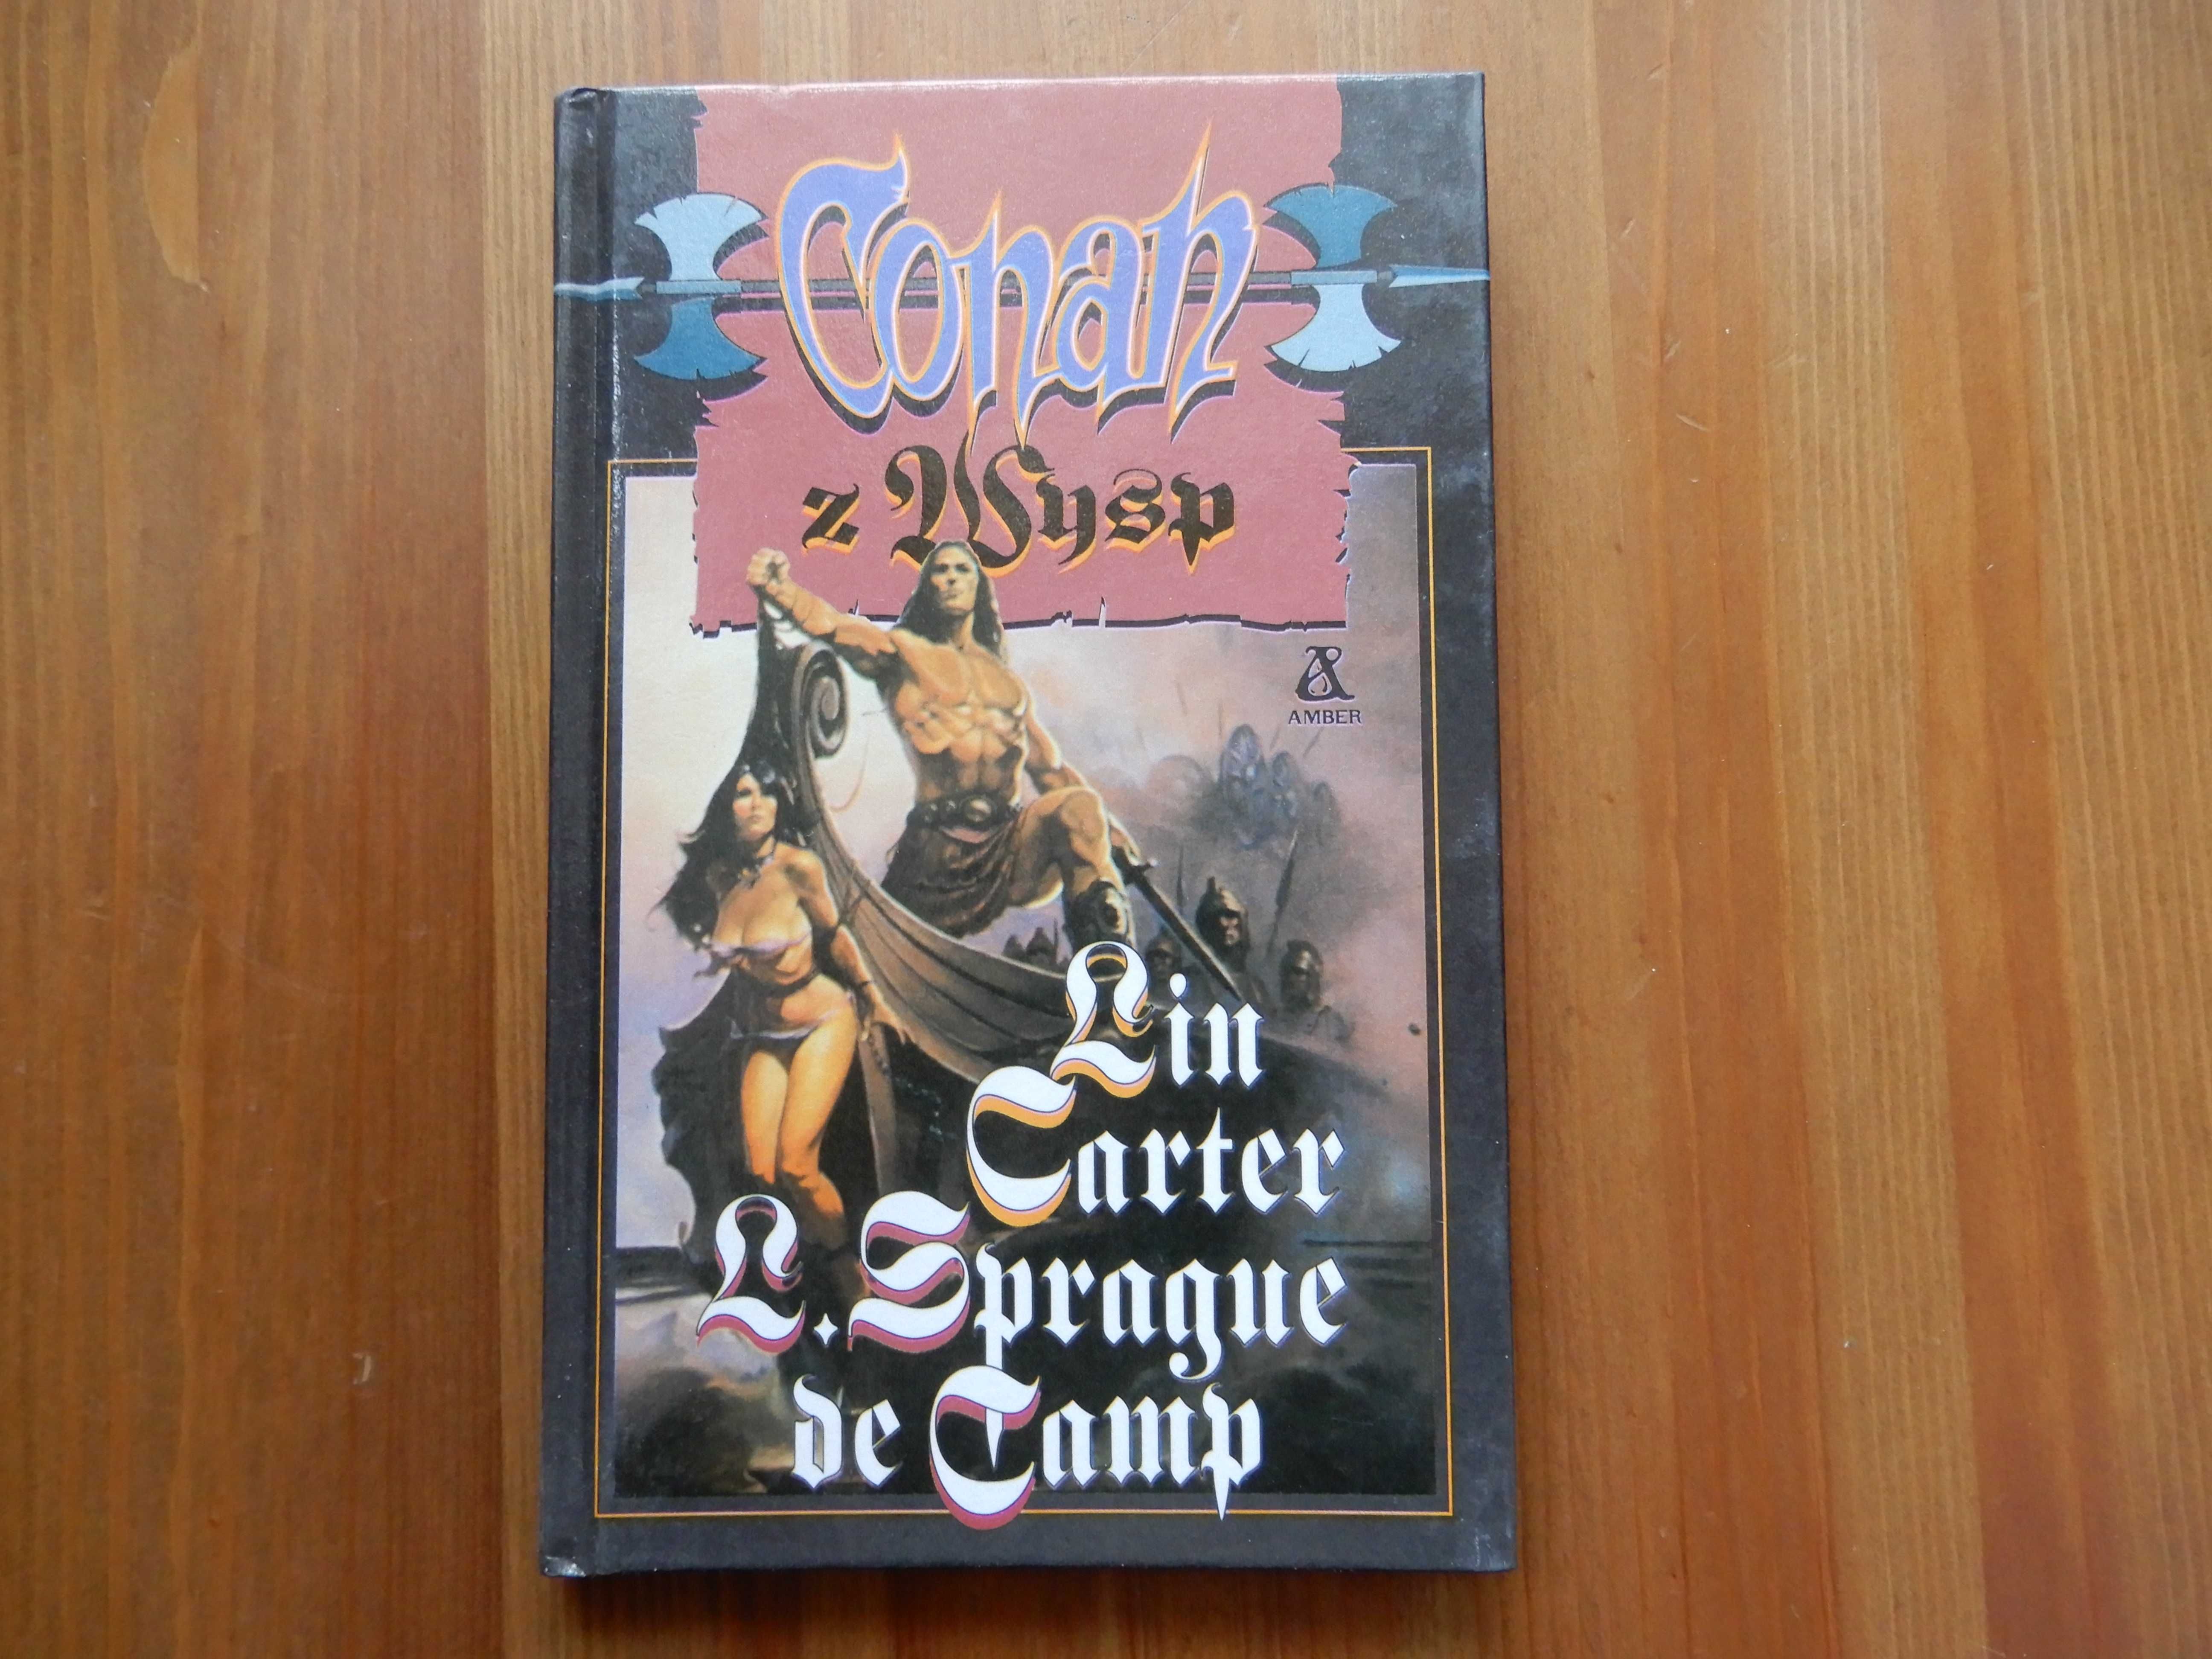 Conan
z Wysp
AMBER
Lin
Carter
L. Sprague
de Camp